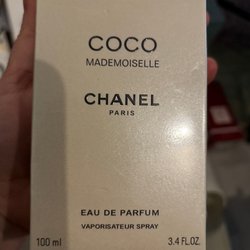 COCO
MADEMOISELLE
CHANEL
PARIS
EAU DE PARFUM
VAPORISATEUR SPRAY
100 ml 3.4 FL.OZ.